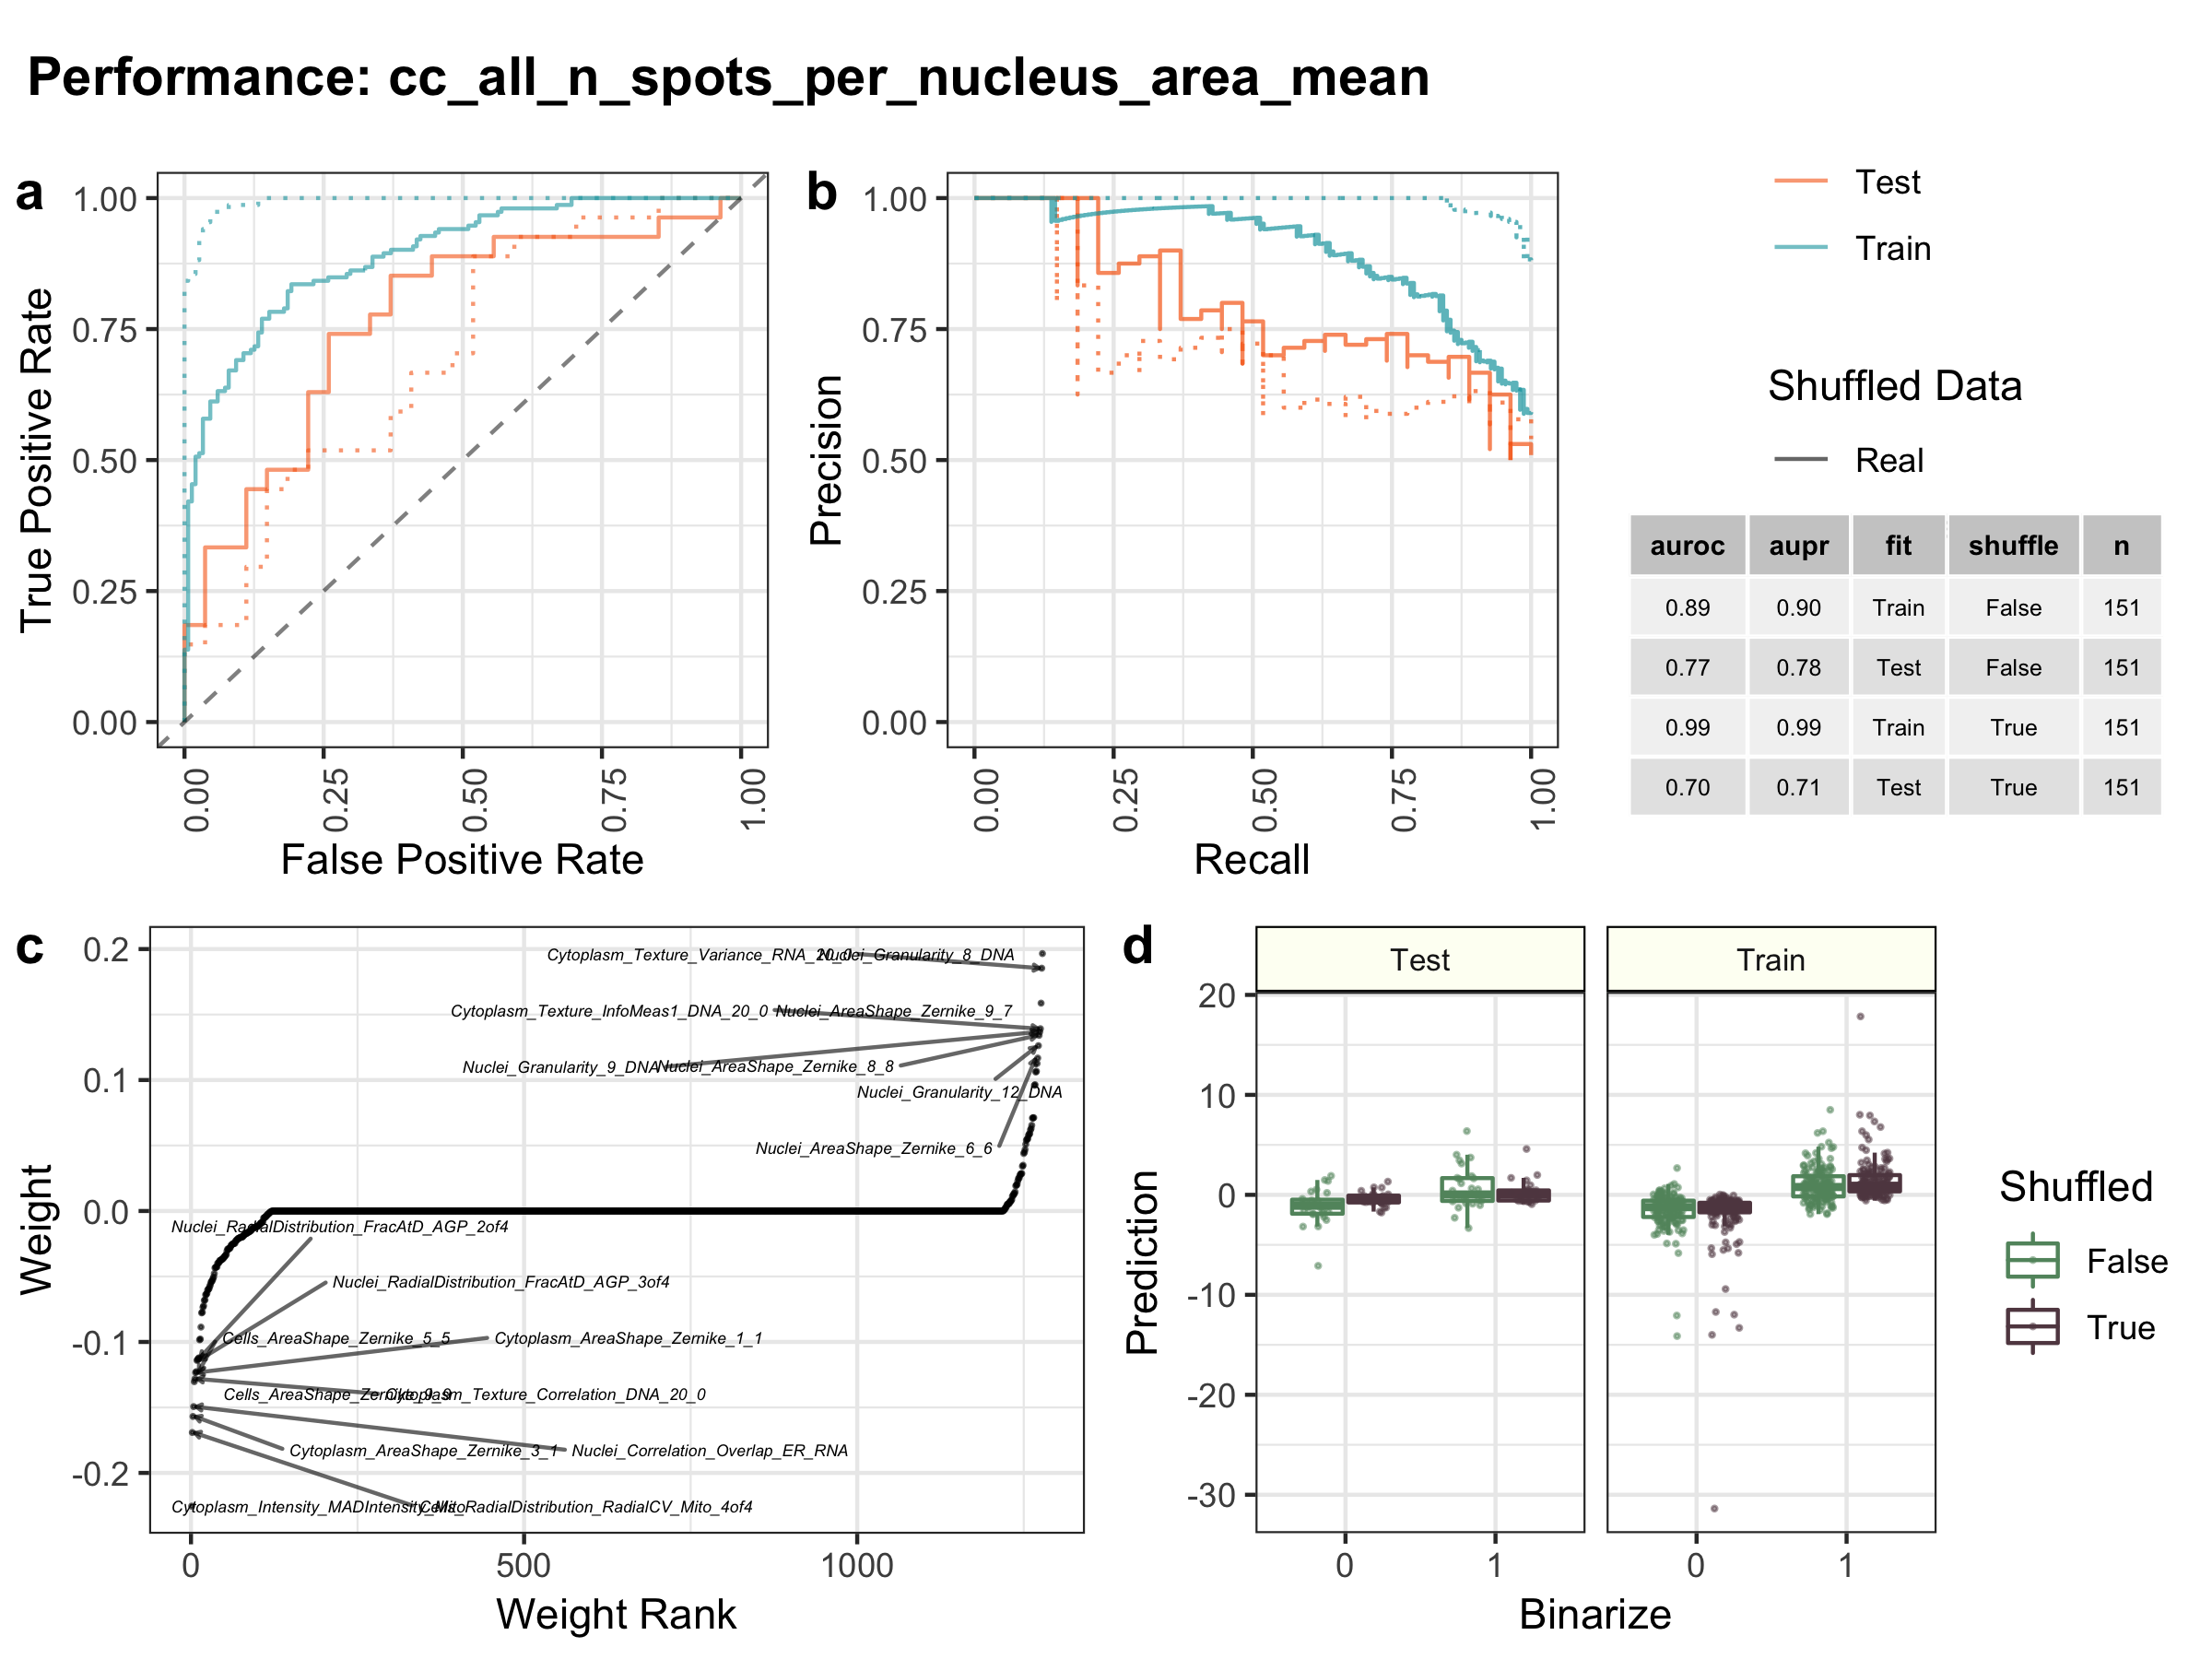 Performance: cc_all_n_spots_per_nucleus_area_mean
a
1.00
0.75
0.50
0.25
0.00
True Positive Rate
0.00
0.25
0.50
0.75
1.00
False Positive Rate
b
1.00
0.75
0.50
0.25
0.00
Precision
0.00
0.25
0.50
0.75
1.00
Recall
Test
Train
Shuffled Data
Real
auroc aupr fit shuffle n
0.89 0.90 Train False 151
0.77 0.78 Test False 151
0.99 0.99 Train True 151
0.70 0.71 Test True 151
c
0.2
0.1
0.0
-0.1
-0.2
Weight
Cytoplasm_Texture_Variance_RNA_20_0
Nuclei_Granularity_8_DNA
Cytoplasm_Texture_InfoMeas1_DNA_20_0
Nuclei_AreaShape_Zernike_9_7
Nuclei_Granularity_9_DNA
Nuclei_AreaShape_Zernike_8_8
Nuclei_Granularity_12_DNA
Nuclei_AreaShape_Zernike_6_6
Nuclei_RadialDistribution_FracAtD_AGP_2of4
Nuclei_RadialDistribution_FracAtD_AGP_3of4
Cells_AreaShape_Zernike_5_5
Cytoplasm_AreaShape_Zernike_1_1
Cells_AreaShape_Zernike_9_9
Cytoplasm_Texture_Correlation_DNA_20_0
Cytoplasm_AreaShape_Zernike_3_1
Nuclei_Correlation_Overlap_ER_RNA
Cytoplasm_Intensity_MADIntensity_Mito
Cells_RadialDistribution_RadialCV_Mito_4of4
0
500
1000
Weight Rank
d
Test
Train
20
10
0
-10
-20
-30
Prediction
0
1
0
1
Binarize
Shuffled
False
True